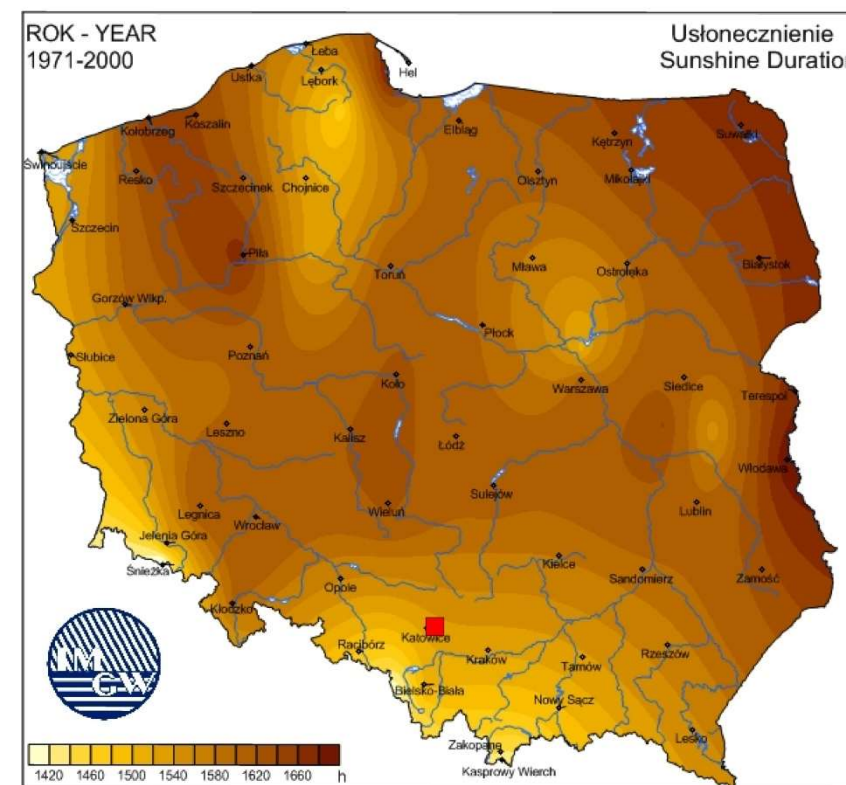 ROK - YEAR
1971-2000
Usłonecznienie
Sunshine Duration
Łeba
Hel
Ustka
Lębork
Koszalin
Kołobrzeg
Elbląg
Suwałki
Kętrzyn
Świnoujście
Resko
Szczecinek
Chojnice
Olsztyn
Mikołajki
Szczecin
Piła
Toruń
Mława
Ostrołęka
Białystok
Gorzów Wlkp.
Płock
Słubice
Poznań
Koło
Warszawa
Siedlce
Terespol
Zielona Góra
Leszno
Kalisz
Łódź
Włodawa
Sulejów
Legnica
Wrocław
Wieluń
Lublin
Jelenia Góra
Śnieżka
Kielce
Sandomierz
Zamość
Opole
Kłodzko
Katowice
Racibórz
Kraków
Tarnów
Rzeszów
Bielsko-Biała
Nowy Sącz
Lesko
Zakopane
Kasprowy Wierch
IMGW
1420 1460 1500 1540 1580 1620 1660 h